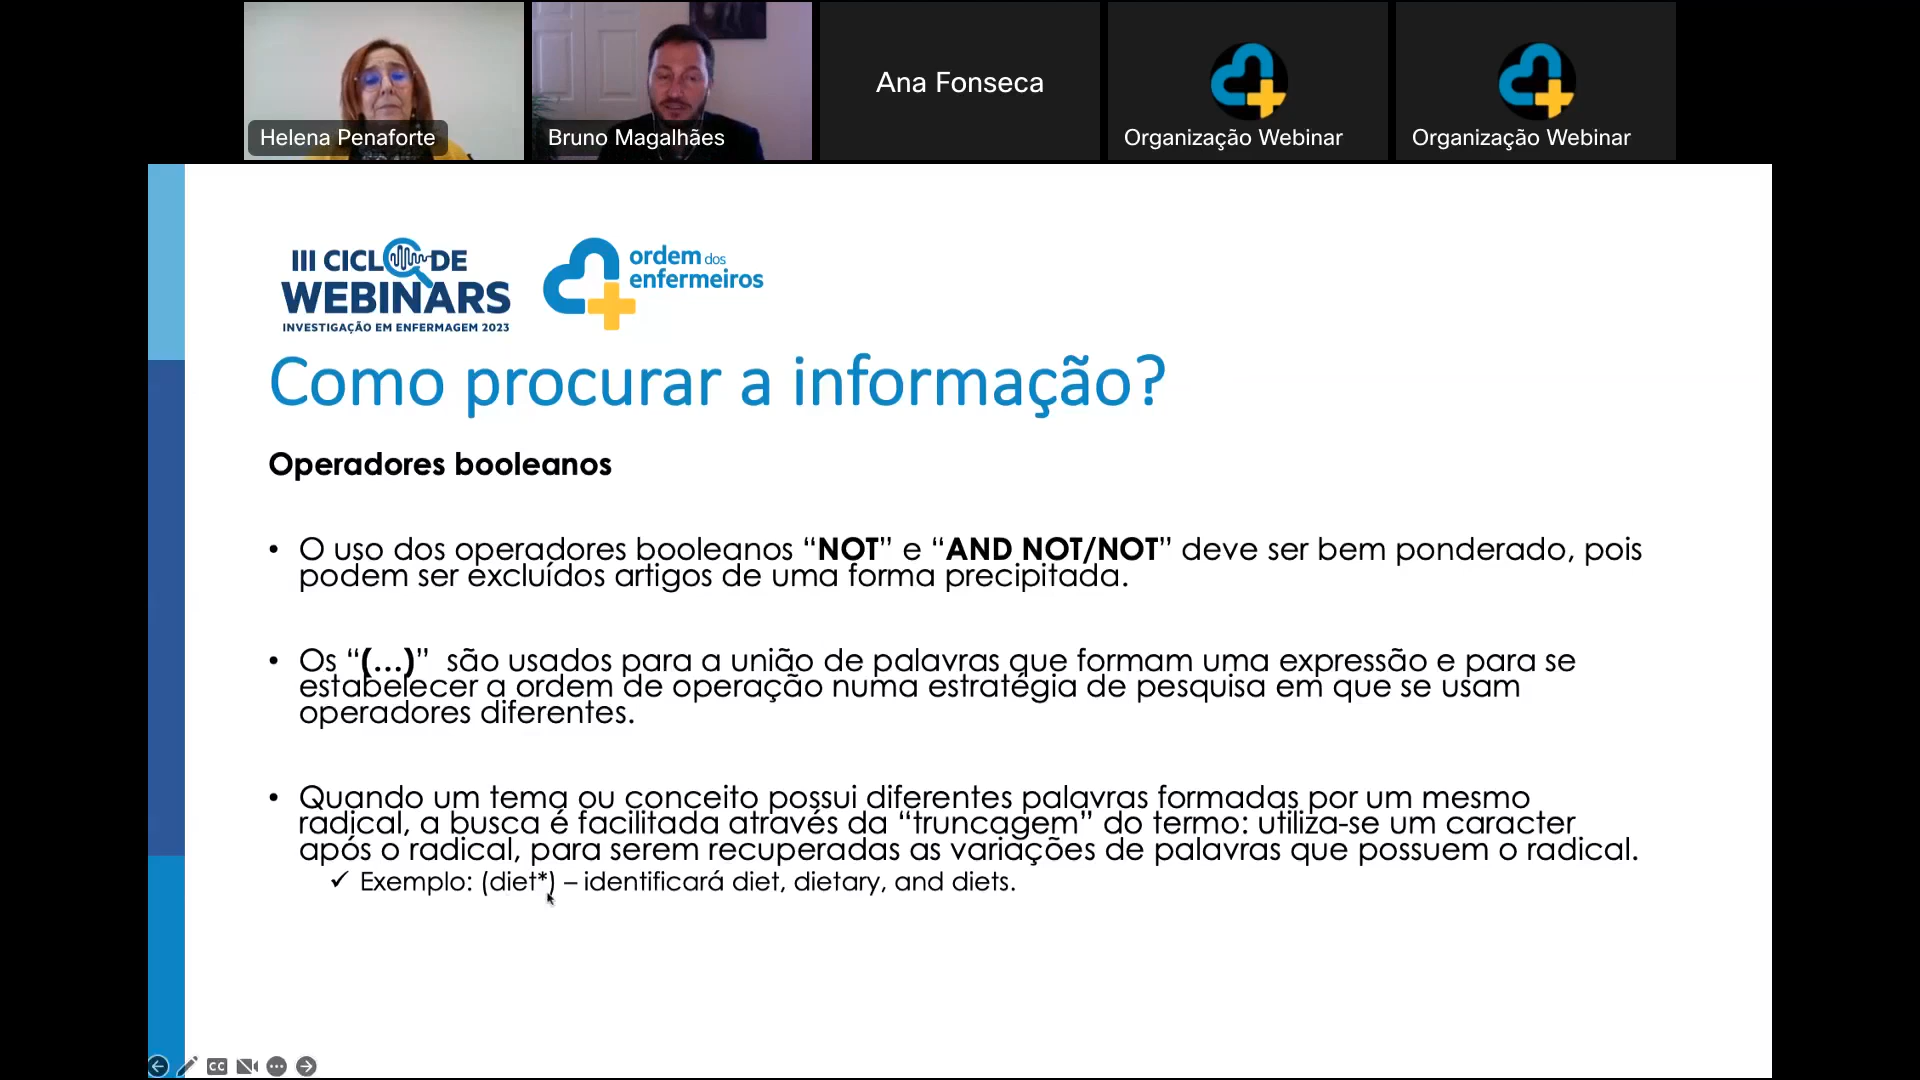 Helena Penaforte
Bruno Magalhães
Ana Fonseca
Organização Webinar
Organização Webinar
III CICLO DE
WEBINARS
INVESTIGAÇÃO EM ENFERMAGEM 2023
ordem dos
enfermeiros
Como procurar a informação?
Operadores booleanos
• O uso dos operadores booleanos “NOT” e “AND NOT/NOT” deve ser bem ponderado, pois
podem ser excluídos artigos de uma forma precipitada.
• Os “(...)” são usados para a união de palavras que formam uma expressão e para se
estabelecer a ordem de operação numa estratégia de pesquisa em que se usam
operadores diferentes.
• Quando um tema ou conceito possui diferentes palavras formadas por um mesmo
radical, a busca é facilitada através da “truncagem” do termo: utiliza-se um caracter
após o radical, para serem recuperadas as variações de palavras que possuem o radical.
✓ Exemplo: (diet*) – identificará diet, dietary, and diets.
CC